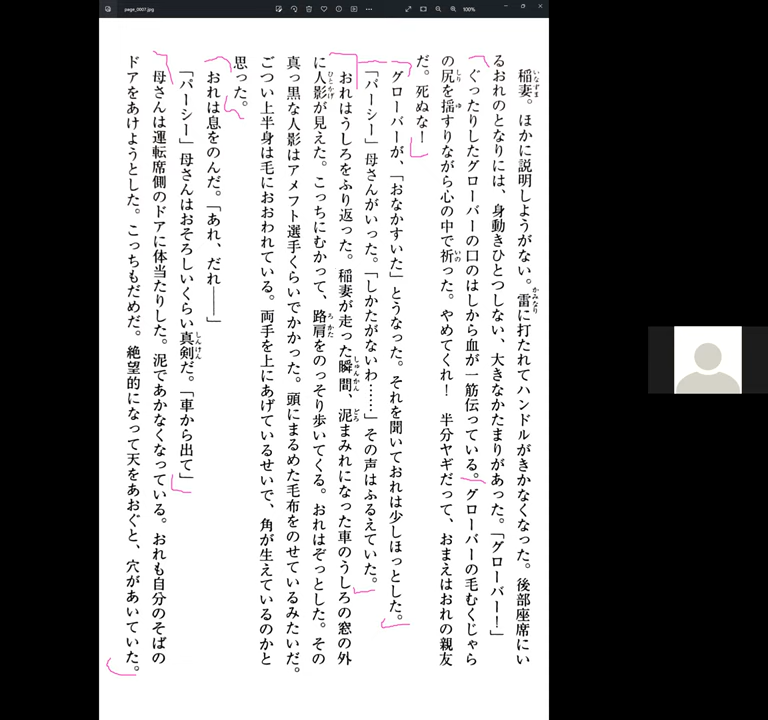 page_0007.jpg
100%
稲妻。ほかに説明しようがない。雷に打たれてハンドルがきかなくなった。後部座席にい
るおれのとなりには、身動きひとつしない、大きなかたまりがあった。「グローバー！」
ぐったりしたグローバーの口のはしから血が一筋伝っている。グローバーの毛むくじゃら
の尻を揺すりながら心の中で祈った。やめてくれ！　半分ヤギだって、おまえはおれの親友
だ。死ぬな！
グローバーが、「おなかすいた」とうなった。それを聞いておれは少しほっとした。
「パーシー」母さんがいった。「しかたがないわ……」その声はふるえていた。
おれはうしろをふり返った。稲妻が走った瞬間、泥まみれになった車のうしろの窓の外
に人影が見えた。こっちにむかって、路肩をのっそり歩いてくる。おれはぞっとした。その
真っ黒な人影はアメフト選手くらいでかかった。頭にまるめた毛布をのせているみたいだ。
ごつい上半身は毛におおわれている。両手を上にあげているせいで、角が生えているのかと
思った。
おれは息をのんだ。「あれ、だれ——」
「パーシー」母さんはおそろしいくらい真剣だ。「車から出て」
母さんは運転席側のドアに体当たりした。泥であかなくなっている。おれも自分のそばの
ドアをあけようとした。こっちもだめだ。絶望的になって天をあおぐと、穴があいていた。